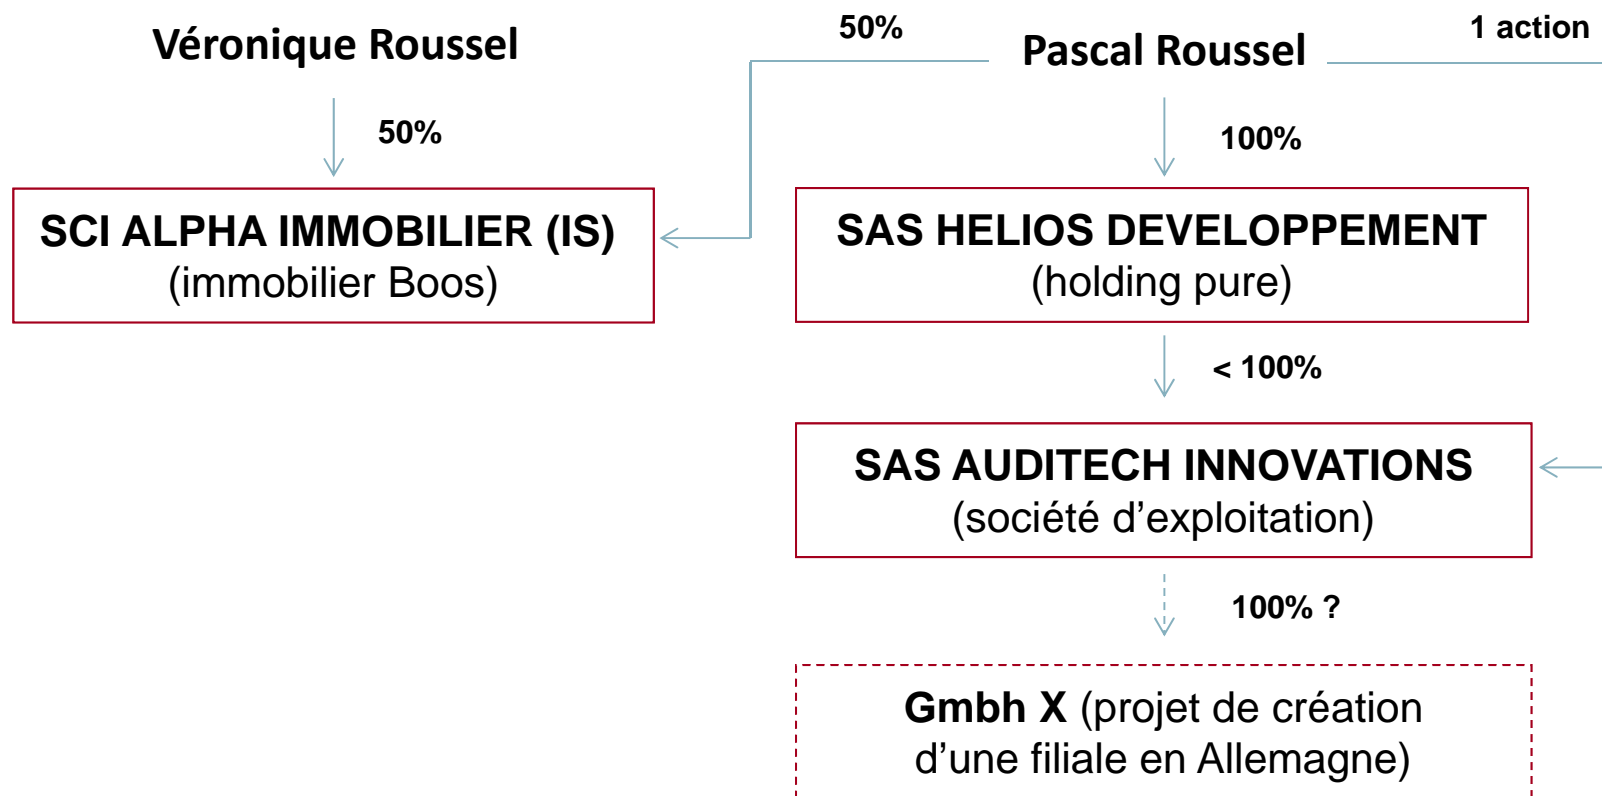 Véronique Roussel
50%
Pascal Roussel
1 action
50%
100%
SCI ALPHA IMMOBILIER (IS)
(immobilier Boos)
SAS HELIOS DEVELOPPEMENT
(holding pure)
< 100%
SAS AUDITECH INNOVATIONS
(société d’exploitation)
100% ?
Gmbh X (projet de création
d’une filiale en Allemagne)